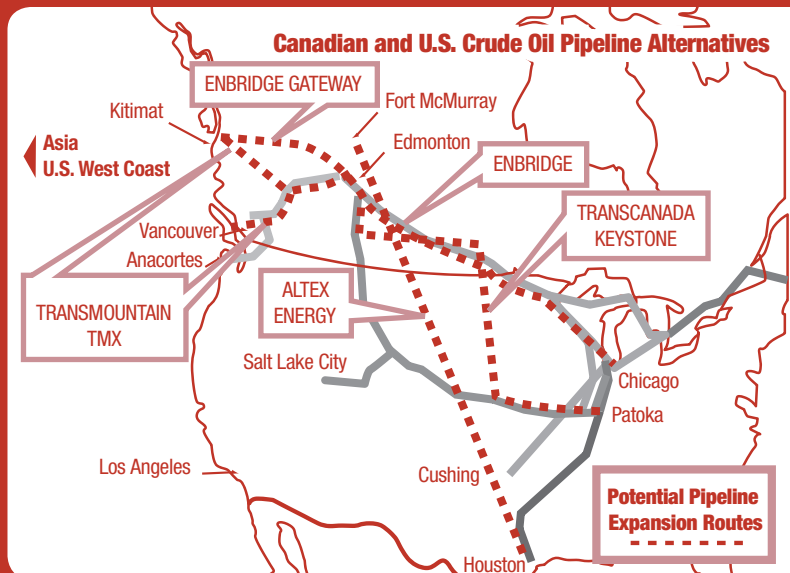 Canadian and U.S. Crude Oil Pipeline Alternatives
ENBRIDGE GATEWAY
Kitimat
Fort McMurray
Asia
U.S. West Coast
Edmonton
ENBRIDGE
TRANSCANADA
KEYSTONE
Vancouver
Anacortes
TRANSMOUNTAIN
TMX
ALTEX
ENERGY
Salt Lake City
Chicago
Patoka
Los Angeles
Cushing
Potential Pipeline
Expansion Routes
Houston